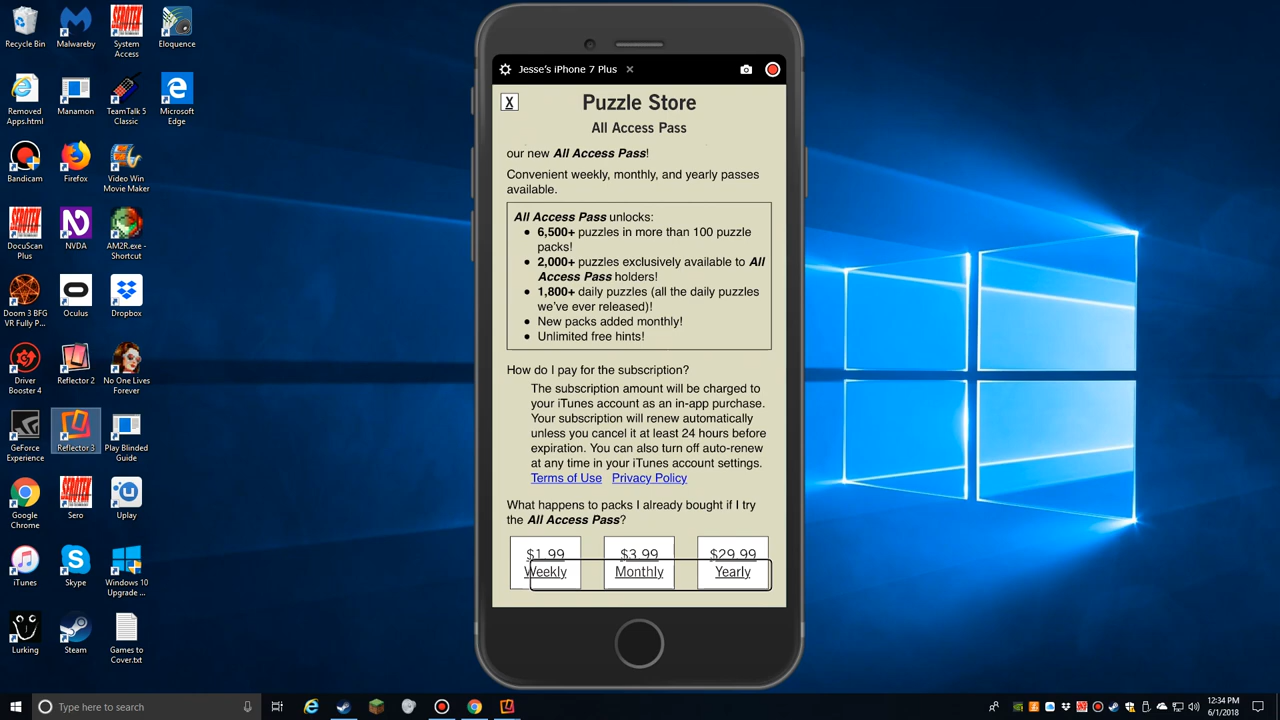 Recycle Bin
Malwareby
System
Access
Eloquence
Removed
Apps.html
Manamon
TeamTalk 5
Classic
Microsoft
Edge
Bandicam
Firefox
Video Win
Movie Maker
SEROTEK
DocuScan
Plus
NVDA
AM2R.exe -
Shortcut
Doom 3 BFG
VR Fully P...
Oculus
Dropbox
Driver
Booster 4
Reflector 2
No One Lives
Forever
GeForce
Experience
Reflector 3
Play Blinded
Guide
Google
Chrome
Sero
Uplay
iTunes
Skype
Windows 10
Upgrade ...
Lurking
Steam
Games to
Cover.txt
Jesse's iPhone 7 Plus
X
Puzzle Store
All Access Pass
our new All Access Pass!
Convenient weekly, monthly, and yearly passes
available.
All Access Pass unlocks:
• 6,500+ puzzles in more than 100 puzzle
packs!
• 2,000+ puzzles exclusively available to All
Access Pass holders!
• 1,800+ daily puzzles (all the daily puzzles
we've ever released)!
• New packs added monthly!
• Unlimited free hints!
How do I pay for the subscription?
The subscription amount will be charged to
your iTunes account as an in-app purchase.
Your subscription will renew automatically
unless you cancel it at least 24 hours before
expiration. You can also turn off auto-renew
at any time in your iTunes account settings.
Terms of Use Privacy Policy
What happens to packs I already bought if I try
the All Access Pass?
$1.99 $3.99 $29.99
Weekly Monthly Yearly
Type here to search
12:34 PM
6/1/2018